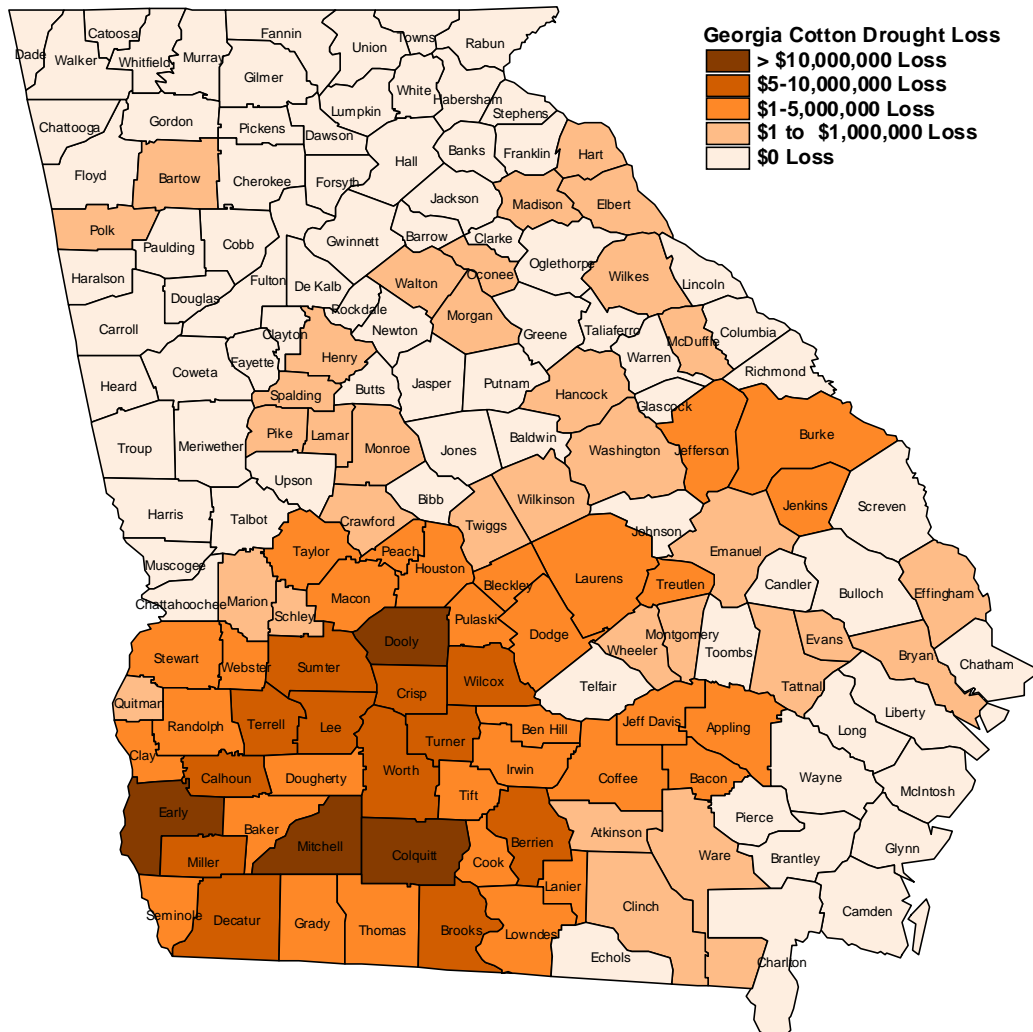 Georgia Cotton Drought Loss
> $10,000,000 Loss
$5-10,000,000 Loss
$1-5,000,000 Loss
$1 to $1,000,000 Loss
$0 Loss
Dade
Walker
Catoosa
Whitfield
Murray
Fannin
Gilmer
Union
Towns
Rabun
White
Lumpkin
Habersham
Stephens
Chattooga
Gordon
Pickens
Dawson
Hall
Banks
Franklin
Hart
Floyd
Bartow
Cherokee
Forsyth
Jackson
Madison
Elbert
Polk
Paulding
Cobb
Gwinnett
Barrow
Clarke
Oglethorpe
Wilkes
Lincoln
Haralson
Douglas
Fulton
De Kalb
Walton
Oconee
Rockdale
Morgan
Greene
Taliaferro
McDuffie
Columbia
Carroll
Clayton
Newton
Warren
Richmond
Heard
Coweta
Fayette
Henry
Butts
Jasper
Putnam
Hancock
Glascock
Spalding
Troup
Meriwether
Pike
Lamar
Monroe
Jones
Baldwin
Washington
Jefferson
Burke
Upson
Bibb
Wilkinson
Jenkins
Screven
Harris
Talbot
Crawford
Twiggs
Johnson
Emanuel
Muscogee
Taylor
Peach
Houston
Bleckley
Laurens
Treutlen
Candler
Bulloch
Effingham
Chattahoochee
Marion
Schley
Macon
Dooly
Pulaski
Dodge
Wheeler
Montgomery
Toombs
Evans
Bryan
Chatham
Stewart
Webster
Sumter
Crisp
Wilcox
Telfair
Tattnall
Liberty
Quitman
Randolph
Terrell
Lee
Turner
Ben Hill
Jeff Davis
Appling
Long
Clay
Calhoun
Dougherty
Worth
Irwin
Coffee
Bacon
Wayne
McIntosh
Tift
Early
Baker
Mitchell
Colquitt
Cook
Berrien
Atkinson
Ware
Pierce
Brantley
Glynn
Miller
Lanier
Clinch
Camden
Seminole
Decatur
Grady
Thomas
Brooks
Lowndes
Echols
Charlton